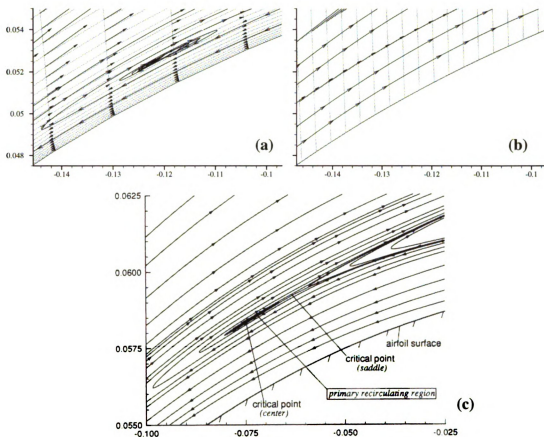 0.054
0.052
0.05
0.048
(a)
(b)
-0.14 -0.13 -0.12 -0.11 -0.1
-0.14 -0.13 -0.12 -0.11 -0.1
0.0625
0.0600
0.0575
0.0550
airfoil surface
critical point
(saddle)
primary recirculating region
critical point
(center)
(c)
-0.100 -0.075 -0.050 -0.025